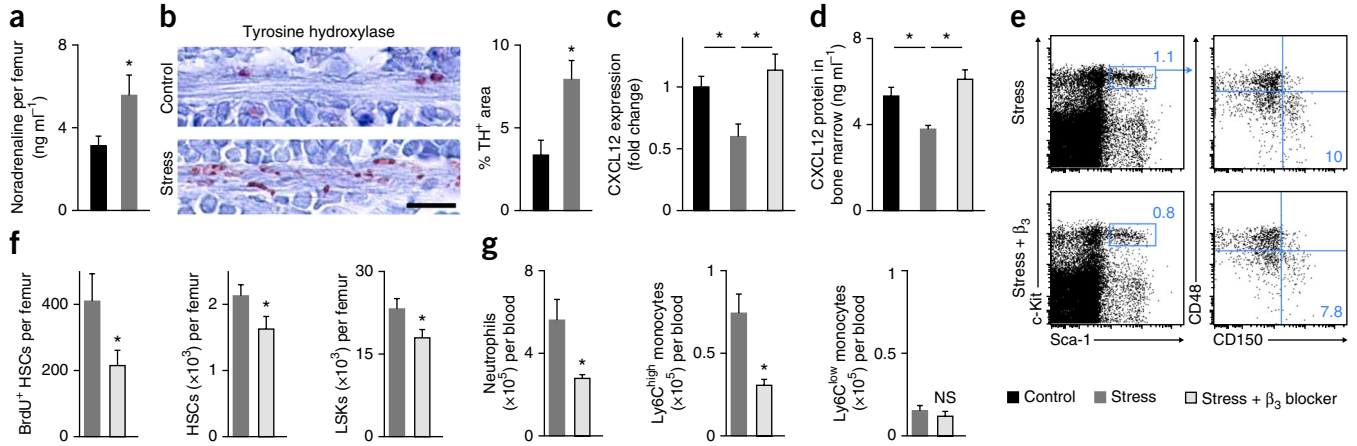 a
Noradrenaline per femur
(ng ml⁻¹)
8
4
0
*
b
Tyrosine hydroxylase
Control
Stress
% TH⁺ area
10
5
0
*
c
CXCL12 expression
(fold change)
1
0.5
0
* *
d
CXCL12 protein in
bone marrow (ng ml⁻¹)
8
4
0
* *
e
Stress
1.1
10
Stress + β₃
0.8
7.8
c-Kit
Sca-1
CD48
CD150
f
BrdU⁺ HSCs per femur
400
200
0
*
HSCs (×10³) per femur
2
1
0
*
LSKs (×10³) per femur
30
15
0
*
g
Neutrophils
(×10⁵) per blood
8
4
0
*
Ly6Cʰⁱᵍʰ monocytes
(×10⁵) per blood
1
0.5
0
*
Ly6Cˡᵒʷ monocytes
(×10⁵) per blood
1
0.5
0
NS
Control Stress Stress + β₃ blocker